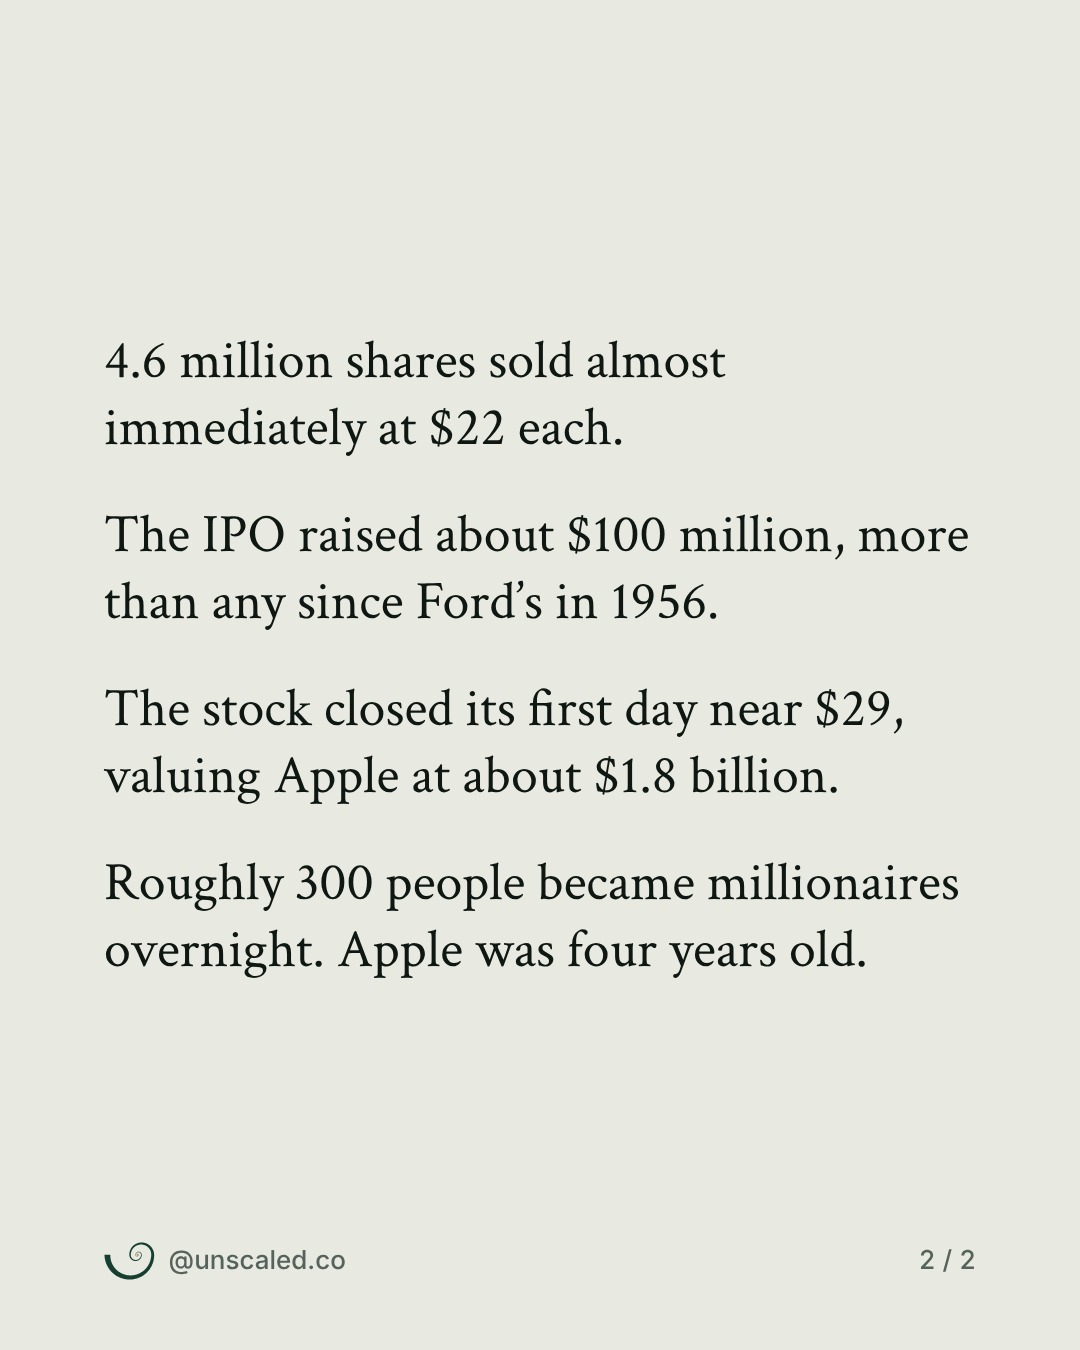 4.6 million shares sold almost
immediately at $22 each.
The IPO raised about $100 million, more
than any since Ford’s in 1956.
The stock closed its first day near $29,
valuing Apple at about $1.8 billion.
Roughly 300 people became millionaires
overnight. Apple was four years old.
@unscaled.co
2 / 2